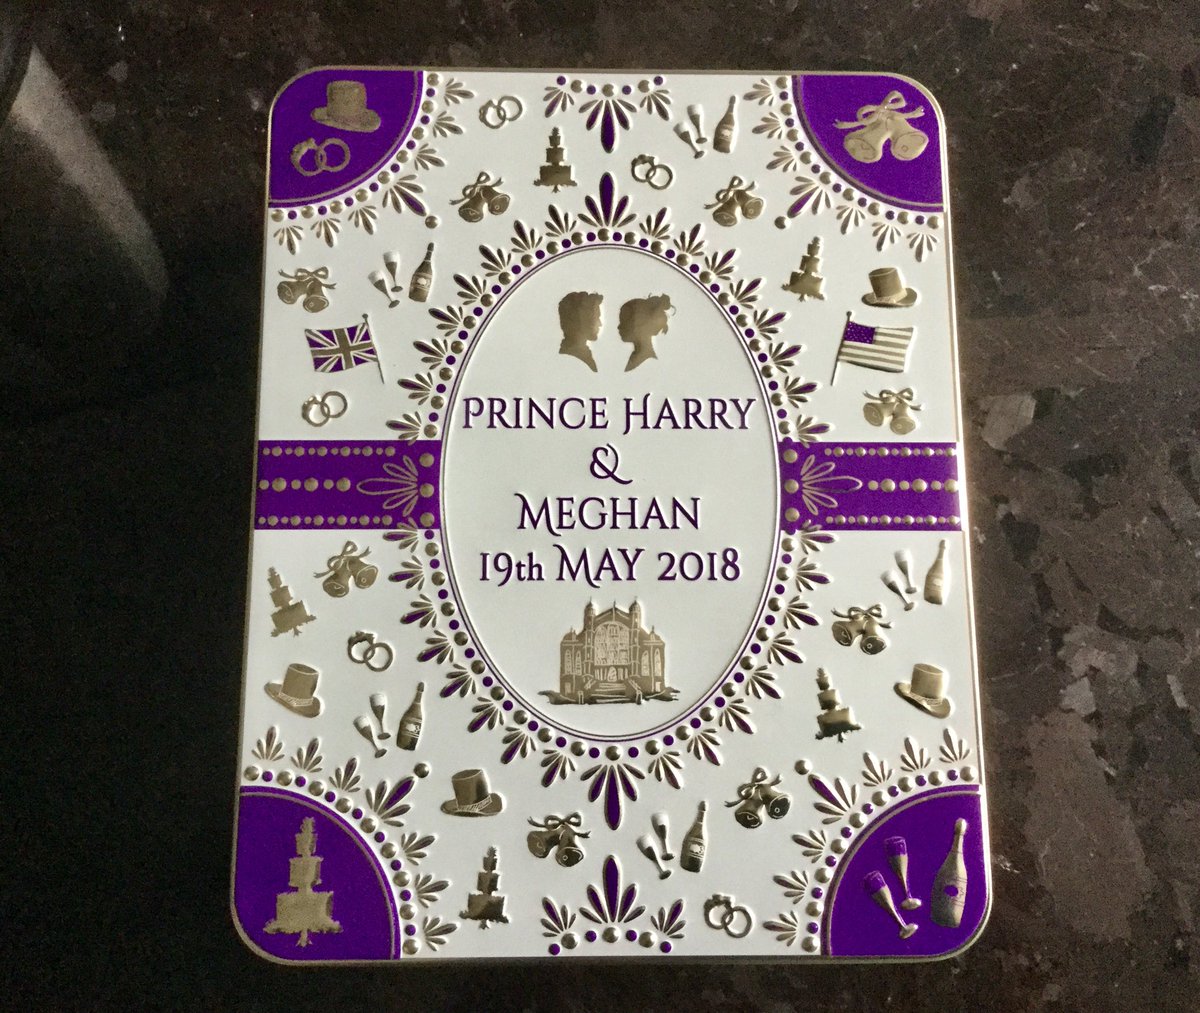 PRINCE HARRY
&
MEGHAN
19th MAY 2018